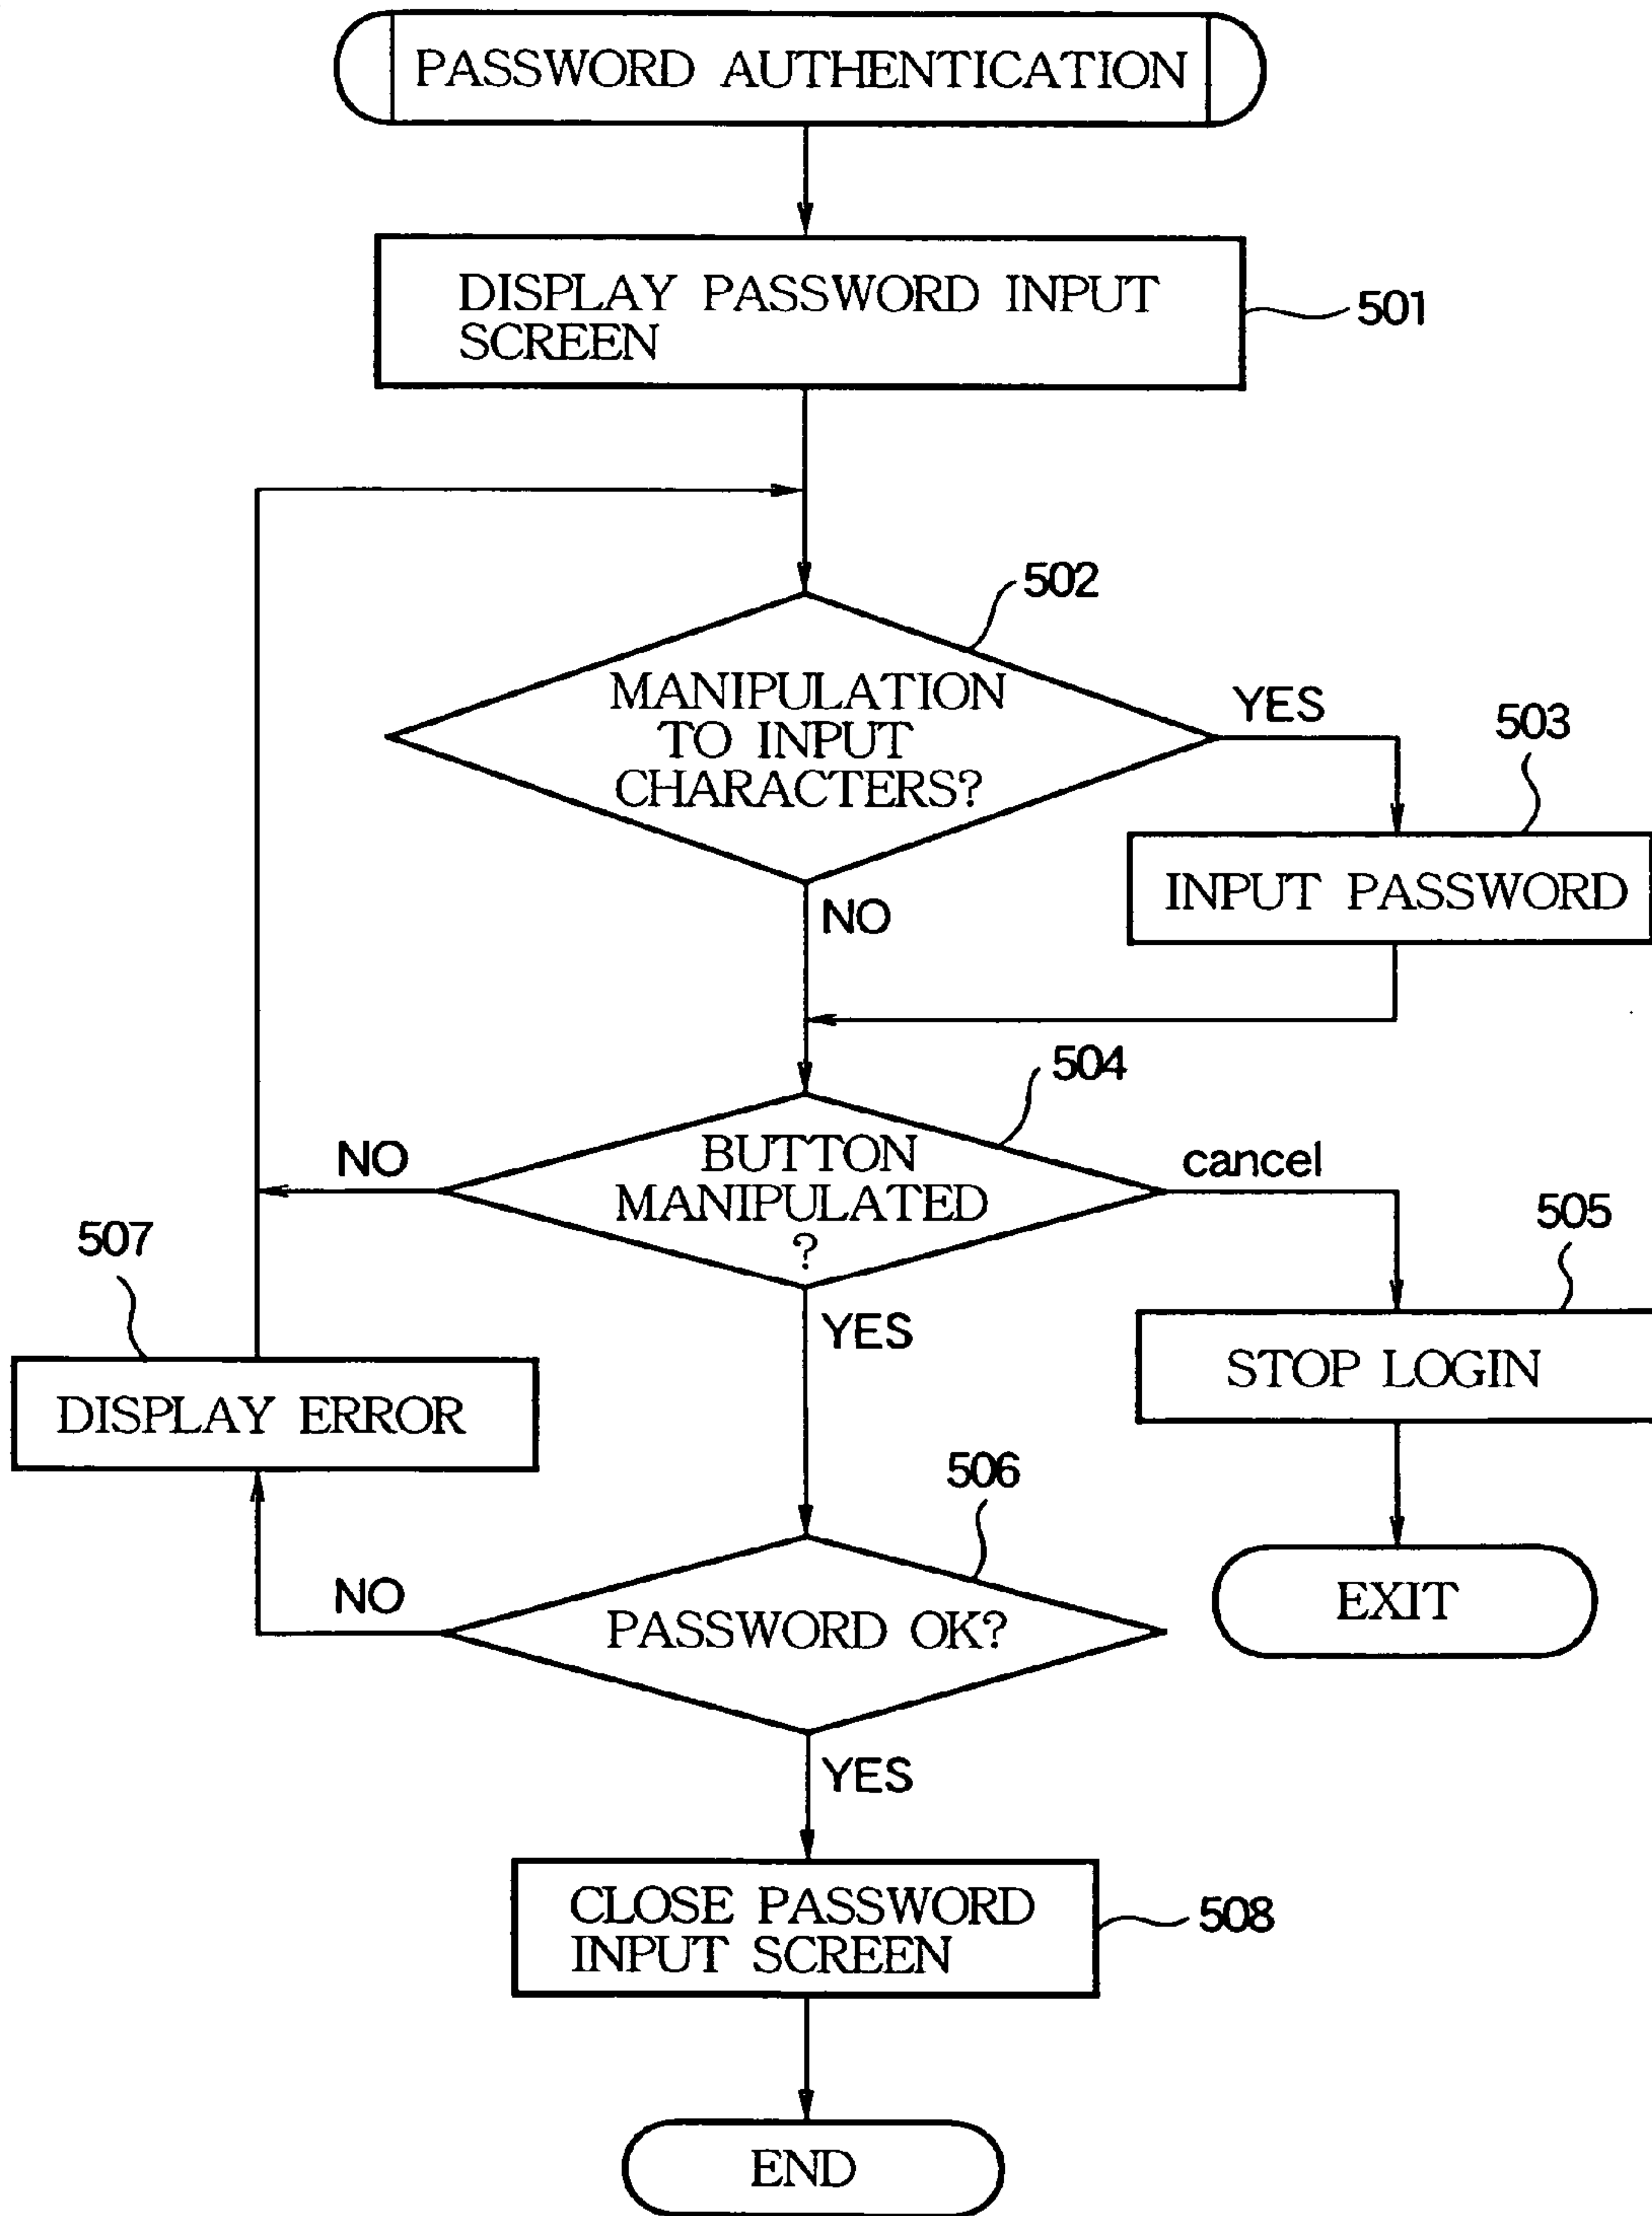 PASSWORD AUTHENTICATION
DISPLAY PASSWORD INPUT
SCREEN
501
502
MANIPULATION
TO INPUT
CHARACTERS?
YES
503
INPUT PASSWORD
NO
504
BUTTON
MANIPULATED
?
NO
cancel
505
507
YES
STOP LOGIN
DISPLAY ERROR
506
PASSWORD OK?
NO
EXIT
YES
CLOSE PASSWORD
INPUT SCREEN
508
END